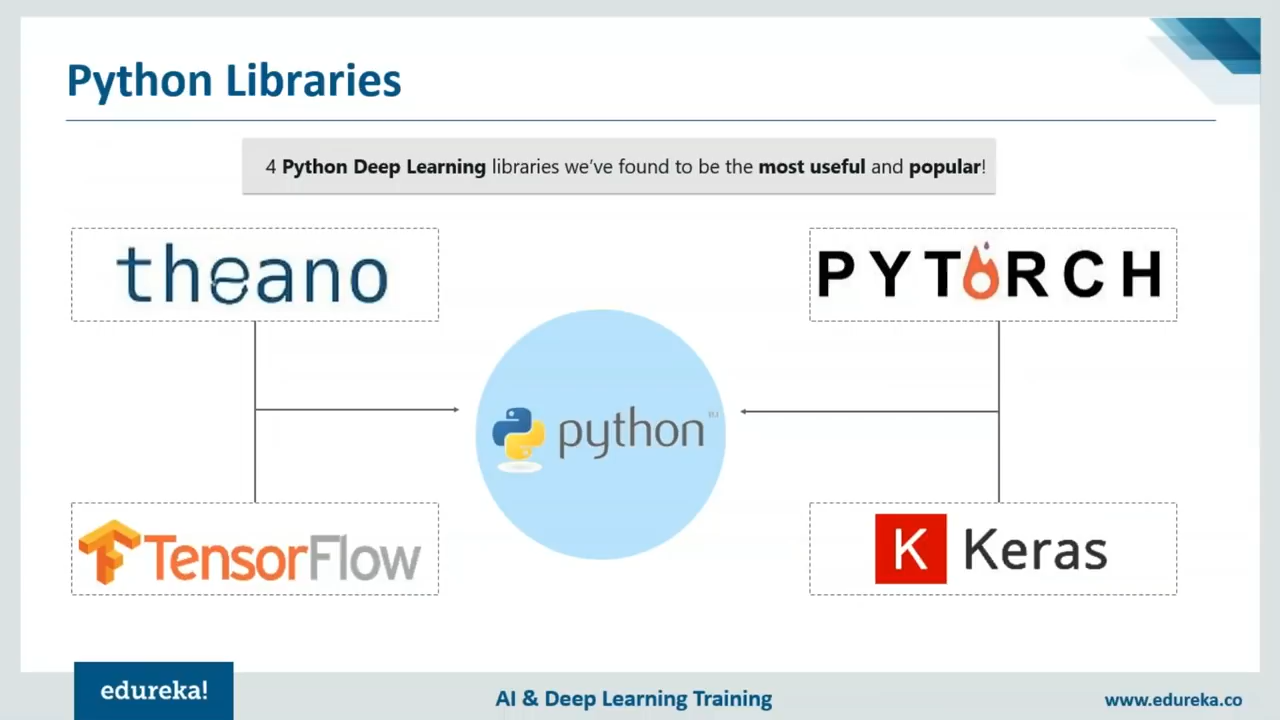 Python Libraries
4 Python Deep Learning libraries we’ve found to be the most useful and popular!
theano
PYTORCH
python
TensorFlow
K Keras
edureka!
AI & Deep Learning Training
www.edureka.co